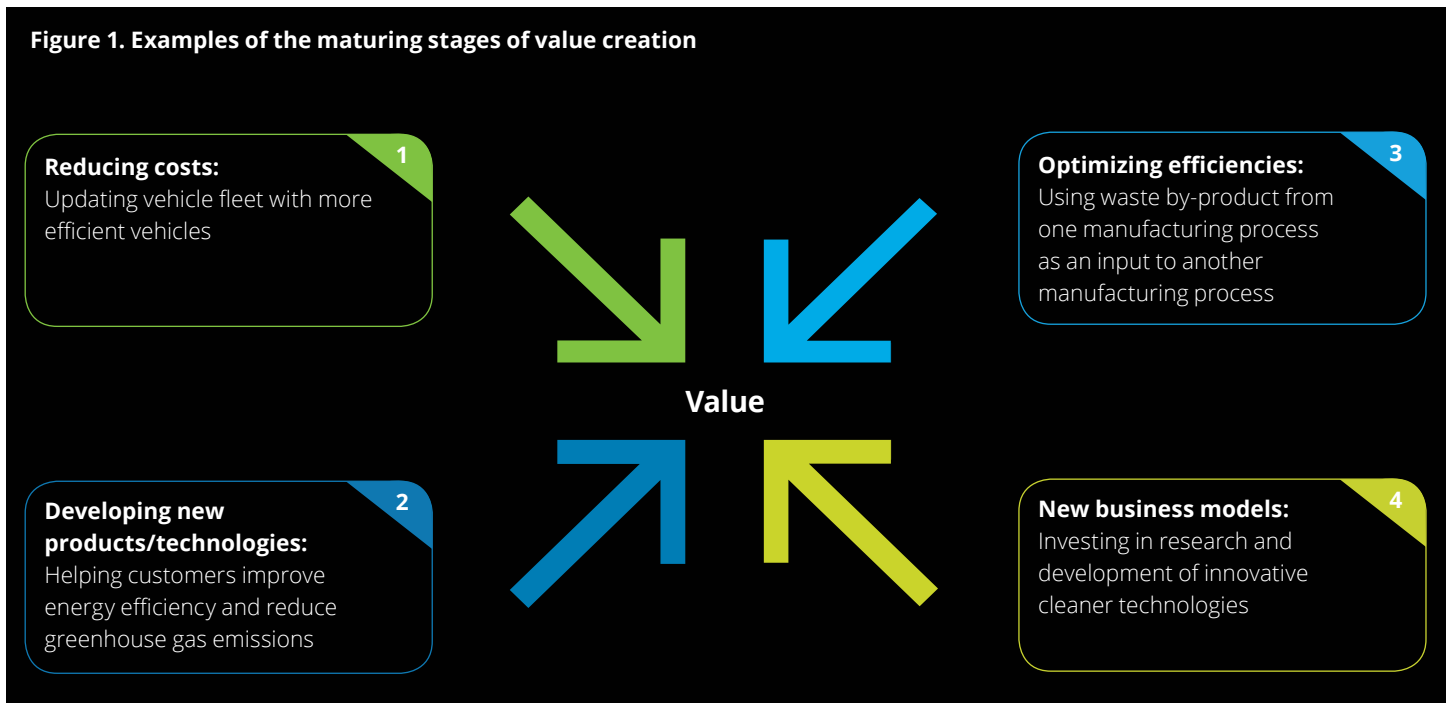 Figure 1. Examples of the maturing stages of value creation
1
Reducing costs:
Updating vehicle fleet with more
efficient vehicles
2
Developing new
products/technologies:
Helping customers improve
energy efficiency and reduce
greenhouse gas emissions
3
Optimizing efficiencies:
Using waste by-product from
one manufacturing process
as an input to another
manufacturing process
4
New business models:
Investing in research and
development of innovative
cleaner technologies
Value